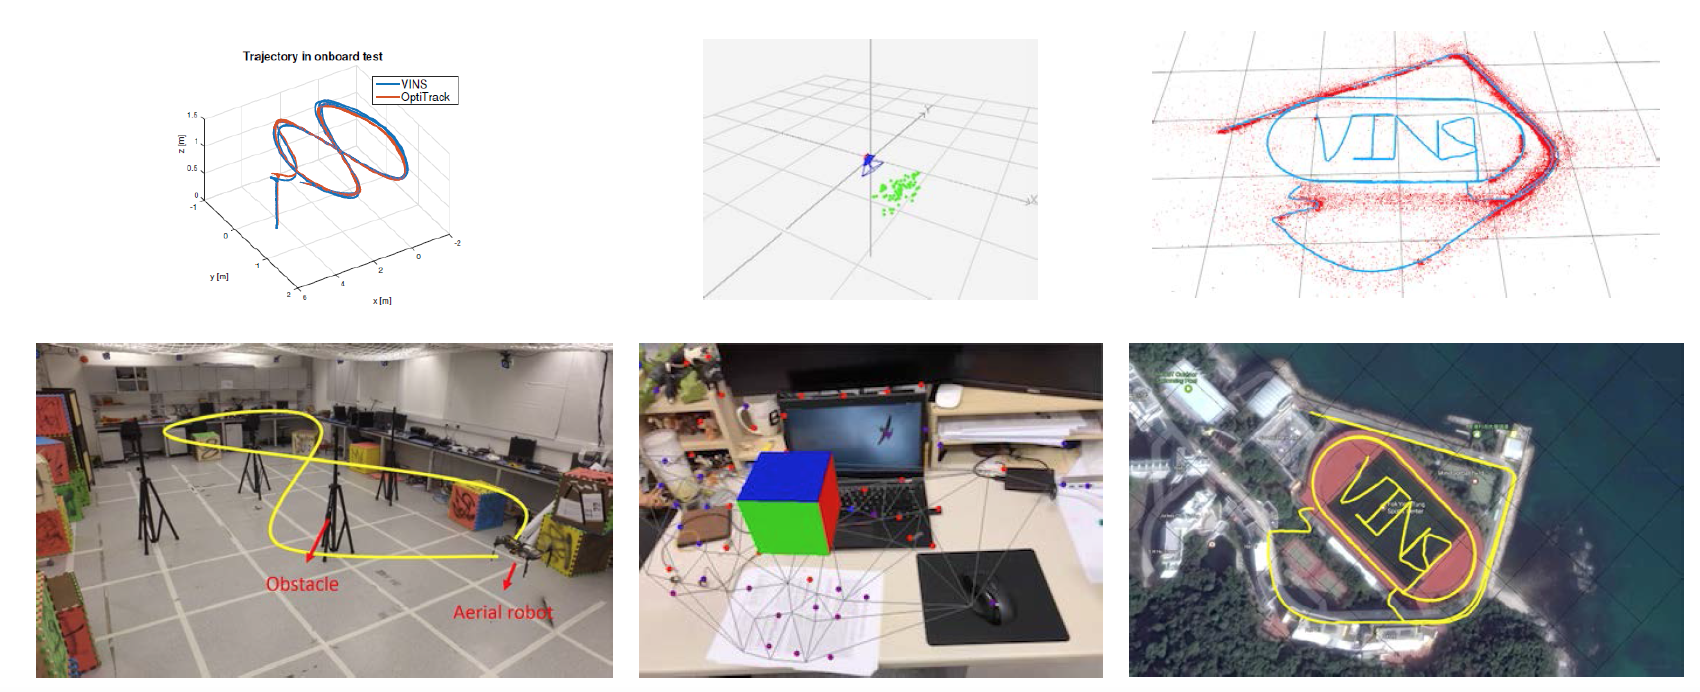 Trajectory in onboard test
VINS
OptiTrack
1.5
1
0.5
0
z [m]
-1
0
1
2
y [m]
6
4
2
0
-2
x [m]
Y
X
VINS
Obstacle
Aerial robot
VINS